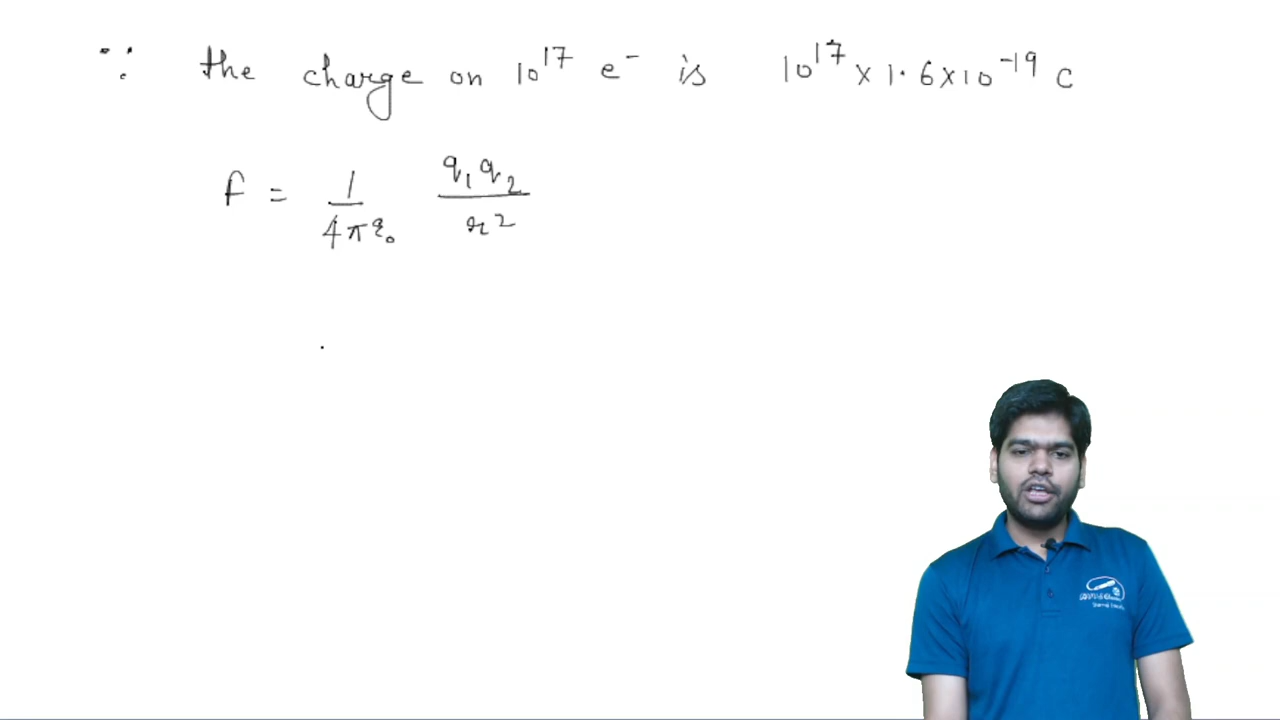 ∵ the charge on 10¹⁷ e⁻ is 10¹⁷ × 1.6 × 10⁻¹⁹ C
F = 1/4πε₀ q₁q₂/r²